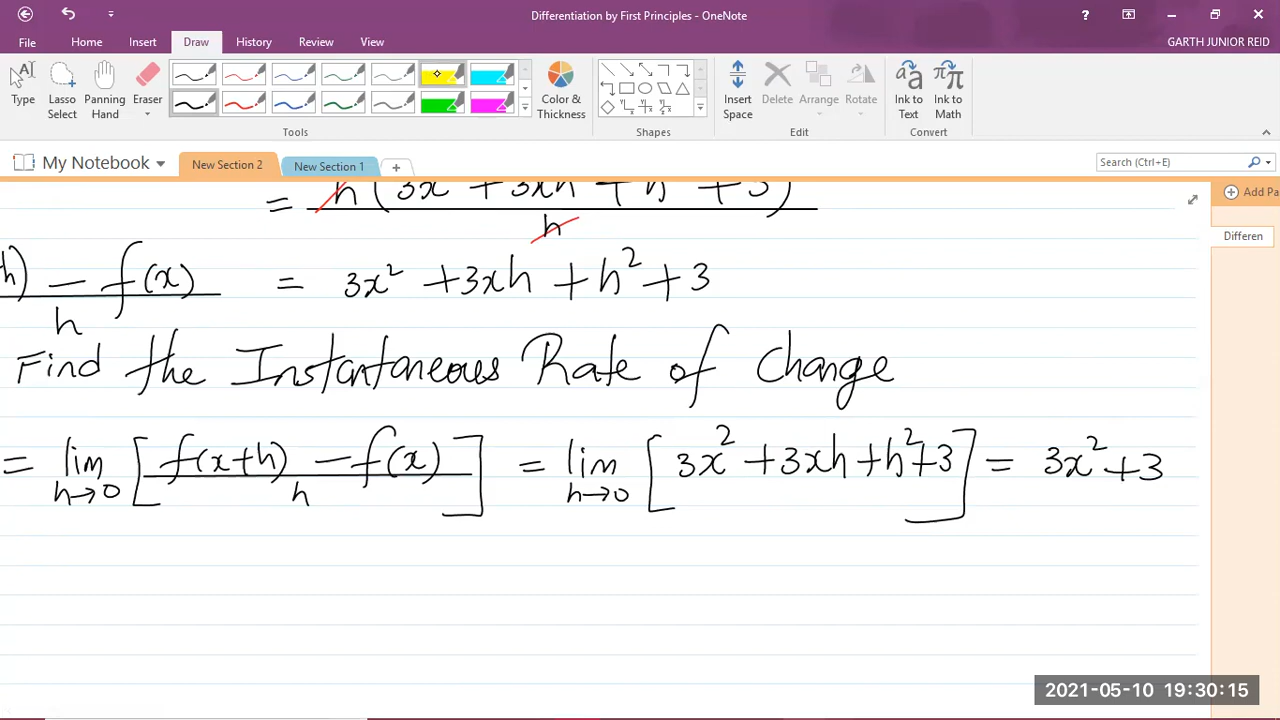 Differentiation by First Principles - OneNote
File Home Insert Draw History Review View
GARTH JUNIOR REID
Type Lasso Select Panning Hand Eraser Color & Thickness Insert Space Delete Arrange Rotate Ink to Text Ink to Math
Tools Shapes Edit Convert
My Notebook New Section 2 New Section 1 + Search (Ctrl+E)
Add Pa
Differen
= h(3x + 3xh + h + 3)
h
h) - f(x) = 3x² + 3xh + h² + 3
h
Find the Instantaneous Rate of Change
= lim [f(x+h) - f(x)] = lim [3x² + 3xh + h² + 3] = 3x² + 3
h→0 h h→0
2021-05-10 19:30:15